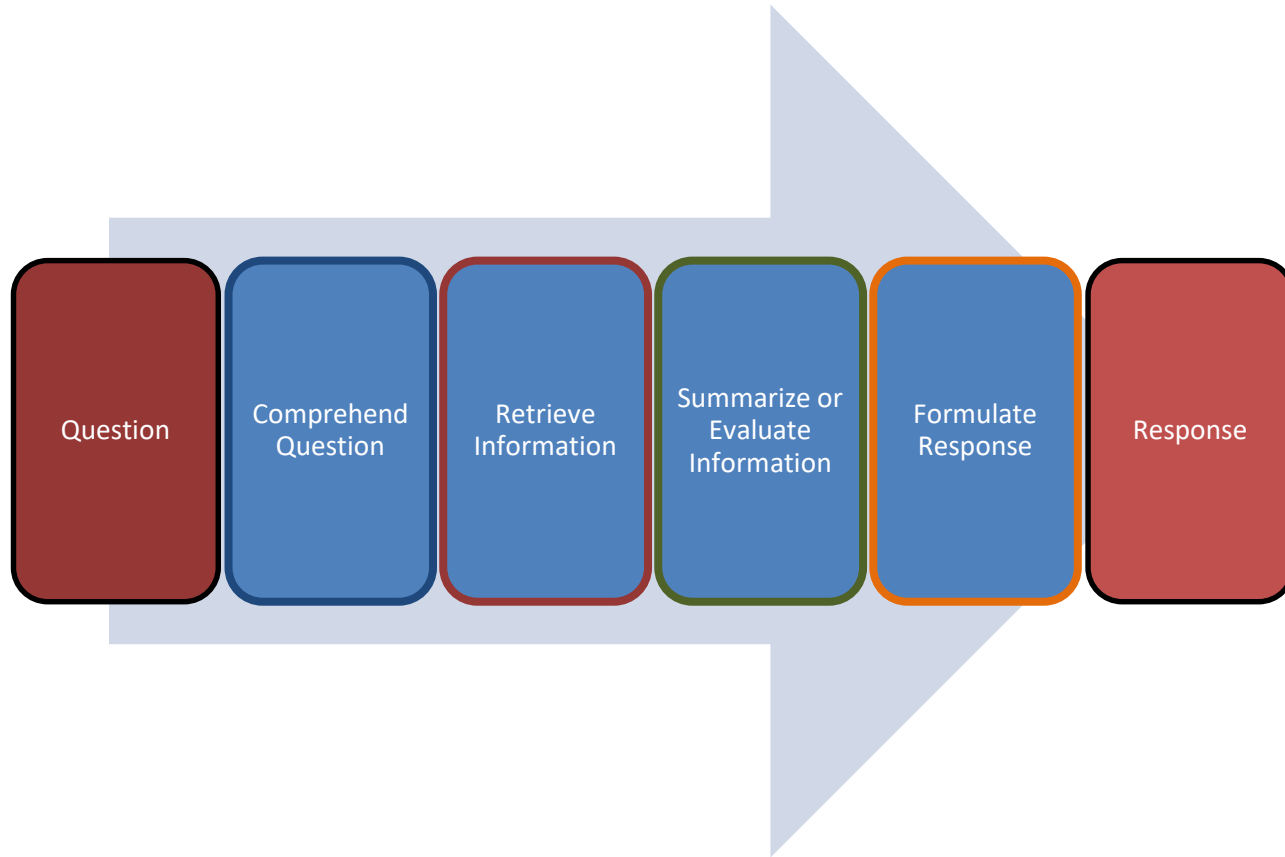 Question
Comprehend
Question
Retrieve
Information
Summarize or
Evaluate
Information
Formulate
Response
Response